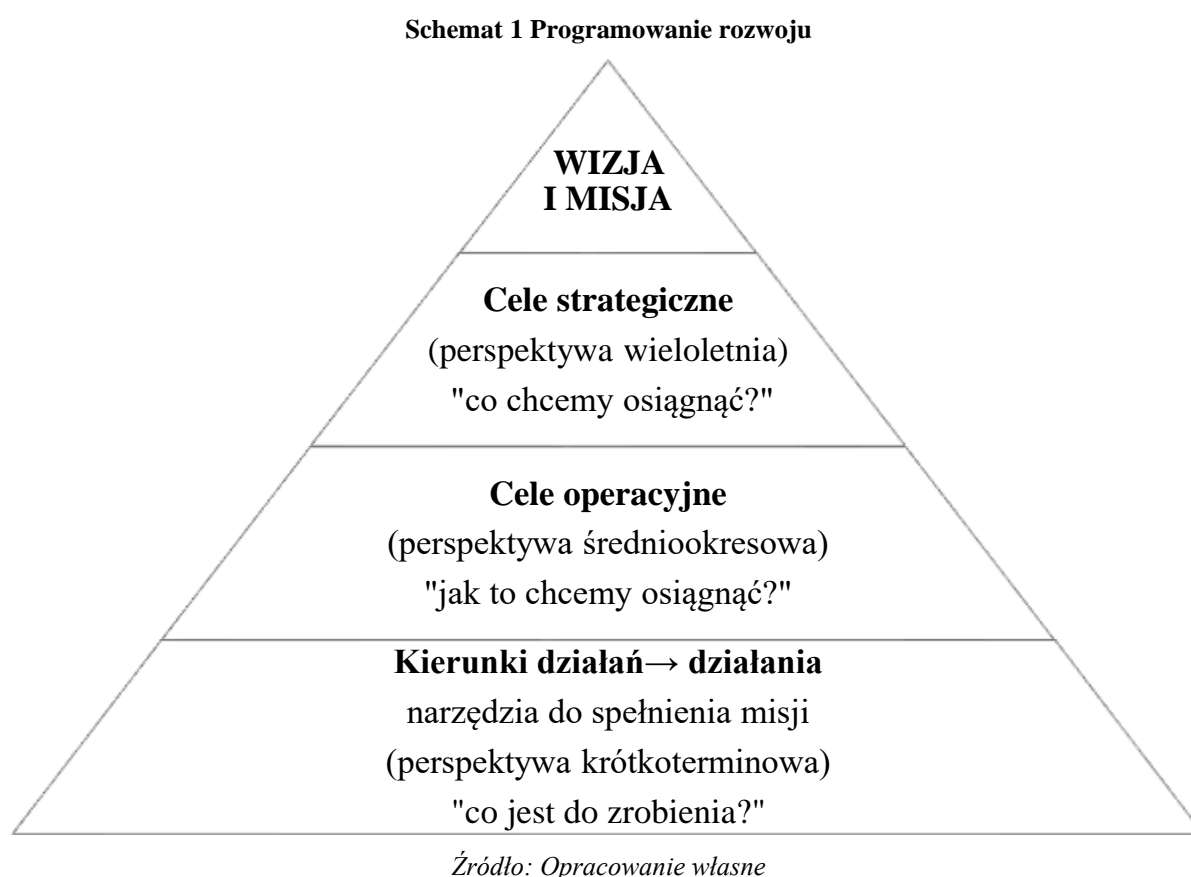 Schemat 1 Programowanie rozwoju
WIZJA
I MISJA
Cele strategiczne
(perspektywa wieloletnia)
"co chcemy osiągnąć?"
Cele operacyjne
(perspektywa średniookresowa)
"jak to chcemy osiągnąć?"
Kierunki działań→ działania
narzędzia do spełnienia misji
(perspektywa krótkoterminowa)
"co jest do zrobienia?"
Źródło: Opracowanie własne